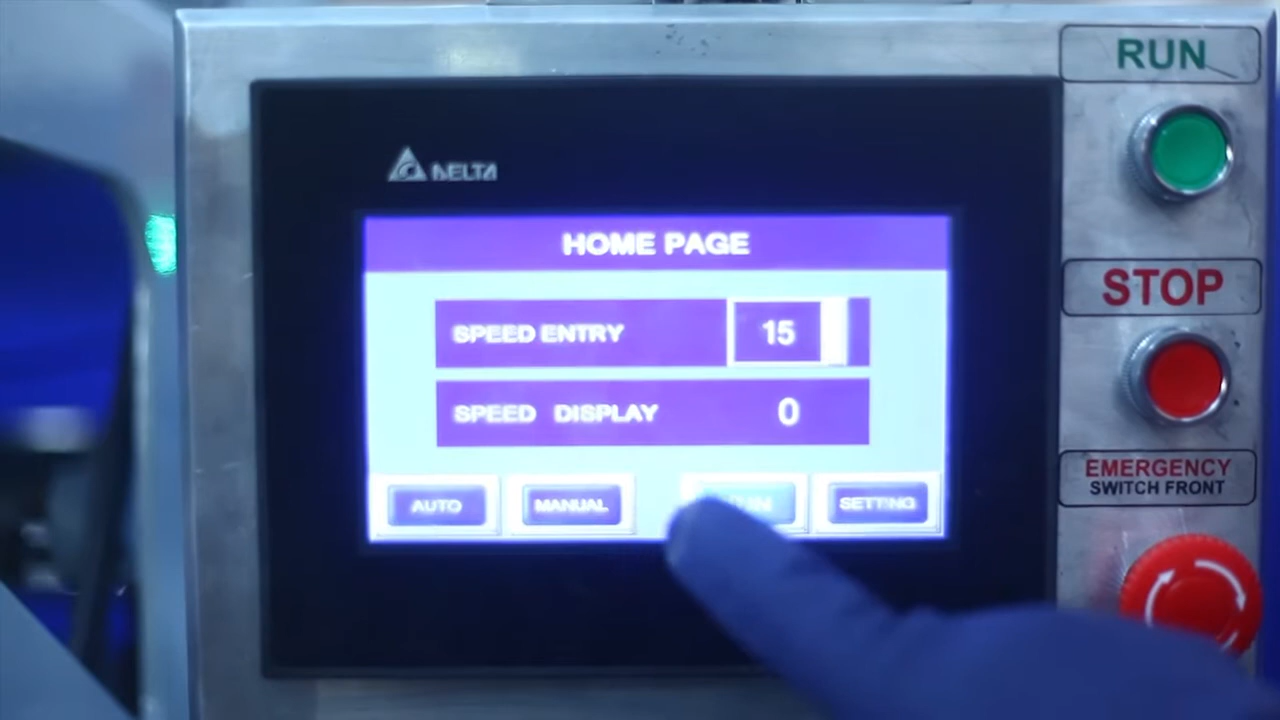 RUN
DELTA
HOME PAGE
STOP
SPEED ENTRY 15
SPEED DISPLAY 0
EMERGENCY
SWITCH FRONT
AUTO MANUAL SETTING